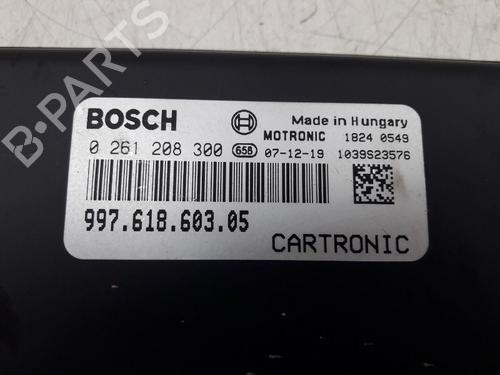 BOSCH
Made in Hungary
MOTRONIC 1824 0549
0 261 208 300 658 07-12-19 1039S23576
997.618.603.05
CARTRONIC
B-PARTS